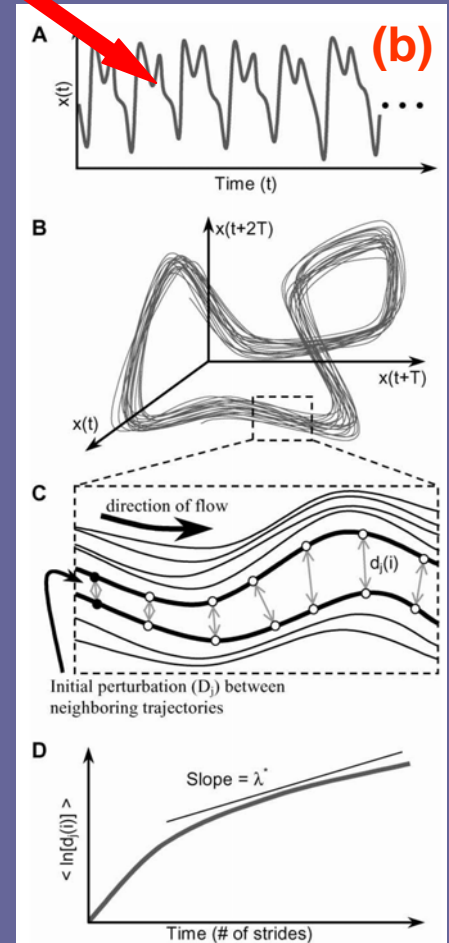 A
(b)
x(t)
Time (t)
B
x(t+2T)
x(t+T)
x(t)
C
direction of flow
dⱼ(i)
Initial perturbation (Dⱼ) between
neighboring trajectories
D
Slope = λ*
< ln[dⱼ(i)] >
Time (# of strides)